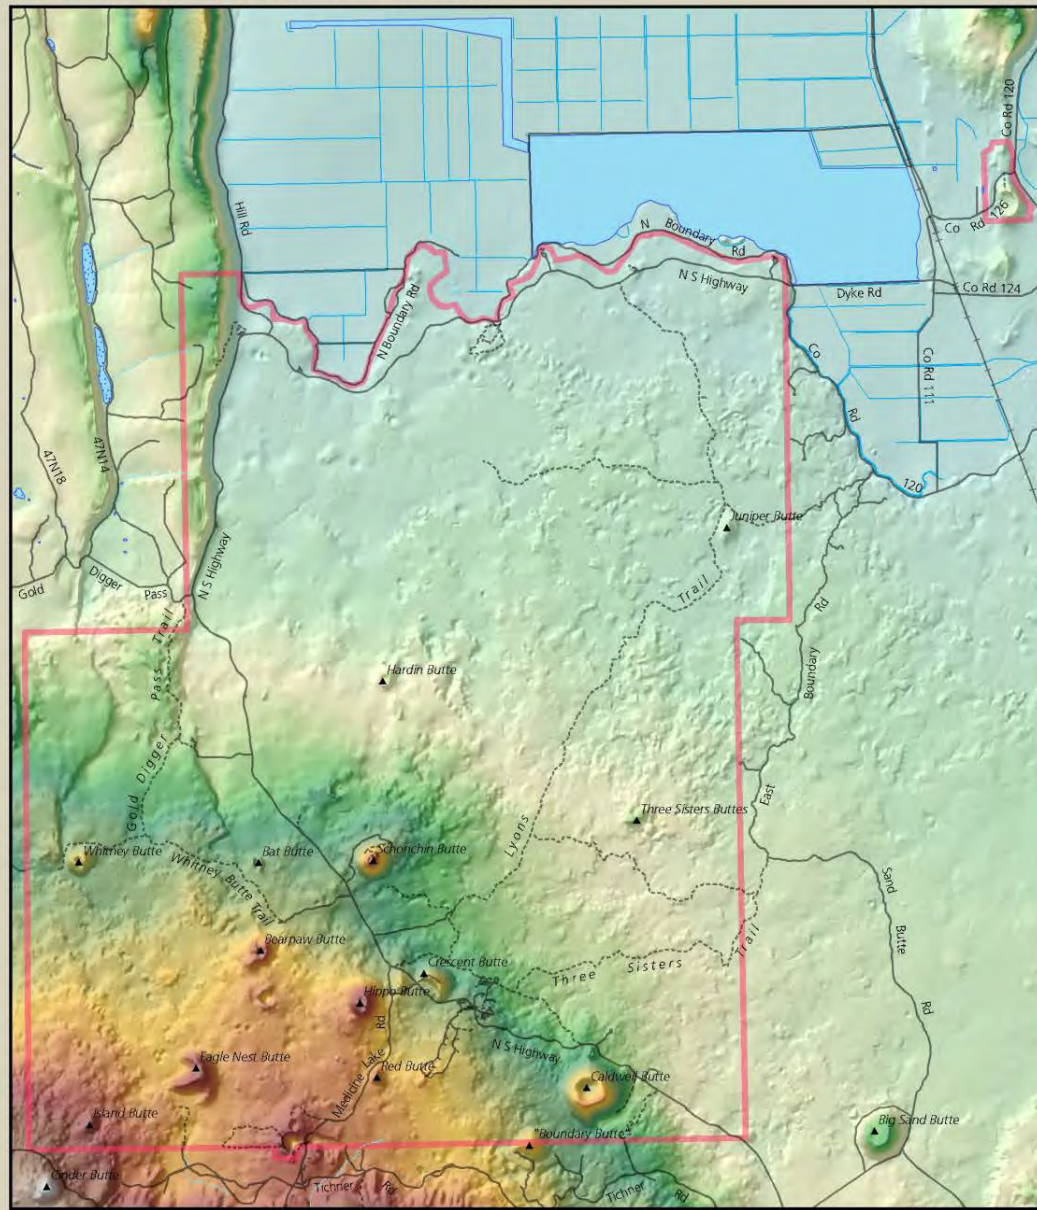 Co Rd 120
Hill Rd
Co Rd 126
N Boundary Rd
N S Highway
Co Rd 124
Dyke Rd
N Boundary Rd
Co Rd 120
Co Rd 111
47N14
47N18
Juniper Butte
N S Highway
Gold Digger Pass
Lyons Trail
East Boundary Rd
Gold Digger Pass Trail
Hardin Butte
Three Sisters Buttes
Whitney Butte
Whitney Butte Trail
Bat Butte
Schonchin Butte
Sand Butte Rd
Bearpaw Butte
Crescent Butte
Three Sisters Trail
Hippo Butte
N S Highway
Eagle Nest Butte
Medicine Lake Rd
Red Butte
Caldwell Butte
Island Butte
"Boundary Butte"
Big Sand Butte
Cinder Butte
Tichner Rd
Tichner Rd